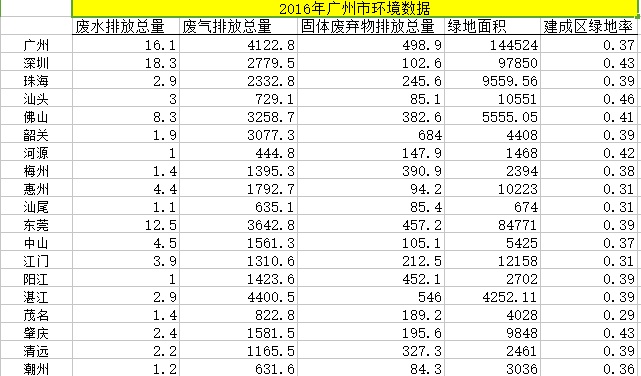 2016年广州市环境数据
废水排放总量 废气排放总量 固体废弃物排放总量 绿地面积 建成区绿地率
广州 16.1 4122.8 498.9 144524 0.37
深圳 18.3 2779.5 102.6 97850 0.43
珠海 2.9 2332.8 245.6 9559.56 0.39
汕头 3 729.1 85.1 10551 0.46
佛山 8.3 3258.7 382.6 5555.05 0.41
韶关 1.9 3077.3 684 4408 0.39
河源 1 444.8 147.9 1468 0.42
梅州 1.4 1395.3 390.9 2394 0.38
惠州 4.4 1792.7 94.2 10223 0.31
汕尾 1.1 635.1 85.4 674 0.31
东莞 12.5 3642.8 457.2 84771 0.39
中山 4.5 1561.3 105.1 5425 0.37
江门 3.9 1310.6 212.5 12158 0.31
阳江 1 1423.6 452.1 2702 0.39
湛江 2.9 4400.5 546 4252.11 0.39
茂名 1.4 822.8 189.2 4028 0.29
肇庆 2.4 1581.5 195.6 9848 0.43
清远 2.2 1165.5 327.3 2461 0.39
潮州 1.2 631.6 84.3 3036 0.36